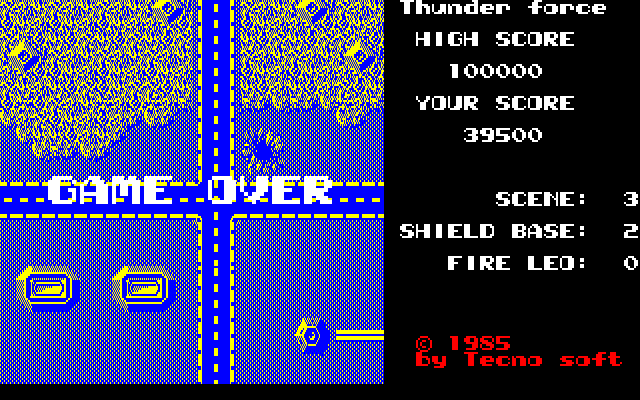 Thunder force
HIGH SCORE
100000
YOUR SCORE
39500
GAME OVER
SCENE: 3
SHIELD BASE: 2
FIRE LEO: 0
© 1985
by Tecno soft